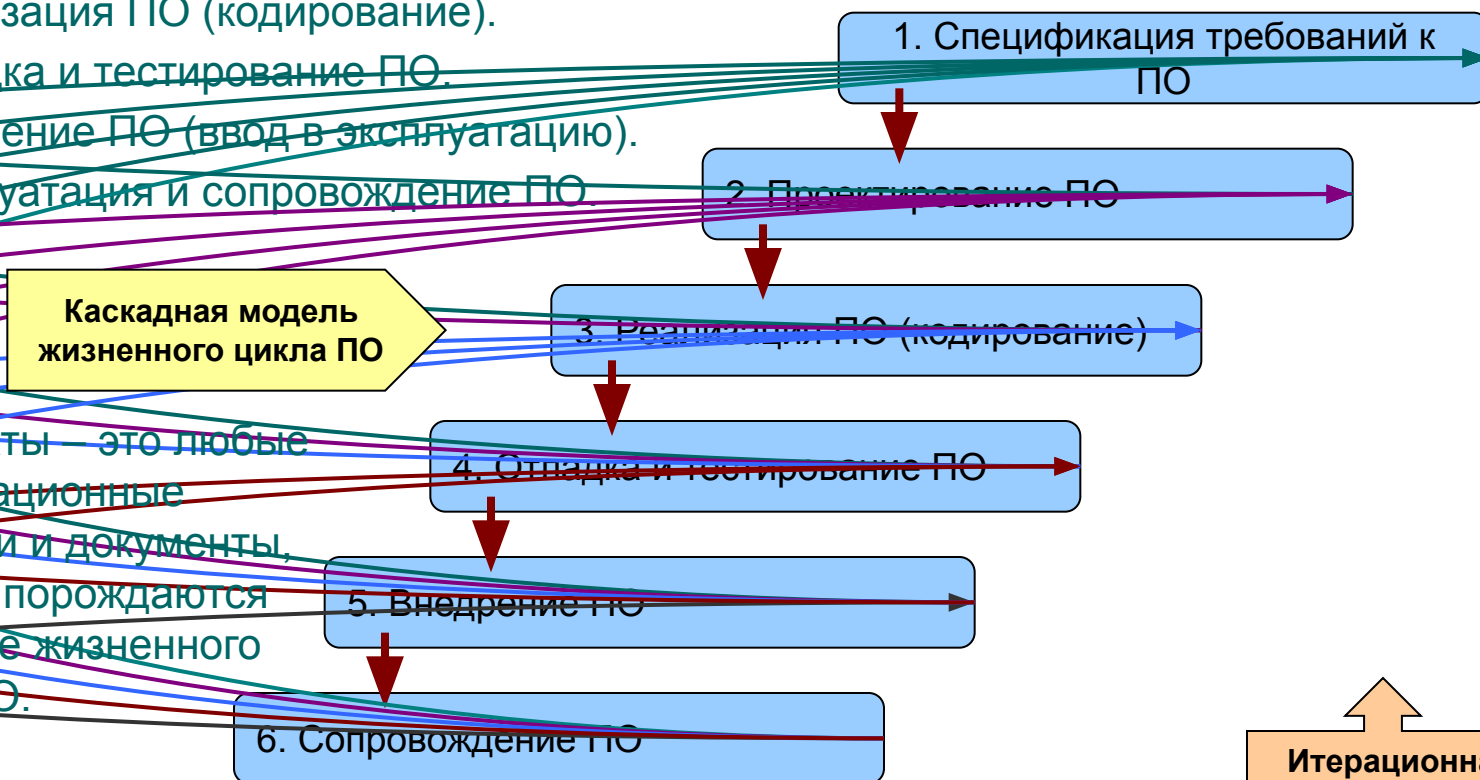 зация ПО (кодирование).
дка и тестирование ПО.
ение ПО (ввод в эксплуатацию).
уатация и сопровождение ПО.
Каскадная модель
жизненного цикла ПО
ты – это любые
ационные
и и документы,
порождаются
е жизненного
О.
1. Спецификация требований к
ПО
2. Проектирование ПО
3. Реализация ПО (кодирование)
4. Отладка и тестирование ПО
5. Внедрение ПО
6. Сопровождение ПО
Итерационн